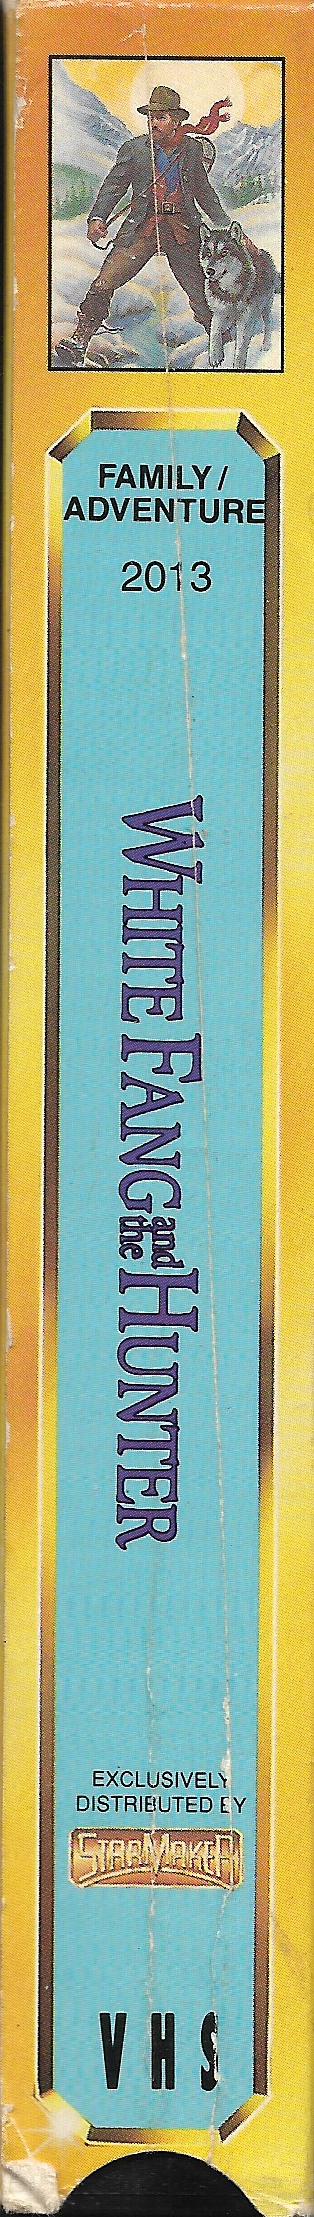 FAMILY/
ADVENTURE
2013
WHITE FANG and the HUNTER
EXCLUSIVELY
DISTRIBUTED BY
STARMAKER
VHS